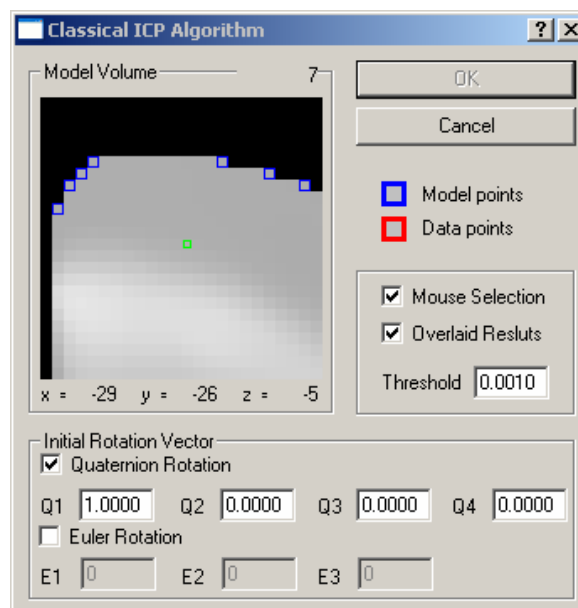 Classical ICP Algorithm
Model Volume 7
OK
Cancel
Model points
Data points
Mouse Selection
Overlaid Resluts
Threshold 0.0010
x = -29 y = -26 z = -5
Initial Rotation Vector
Quaternion Rotation
Q1 1.0000 Q2 0.0000 Q3 0.0000 Q4 0.0000
Euler Rotation
E1 0 E2 0 E3 0